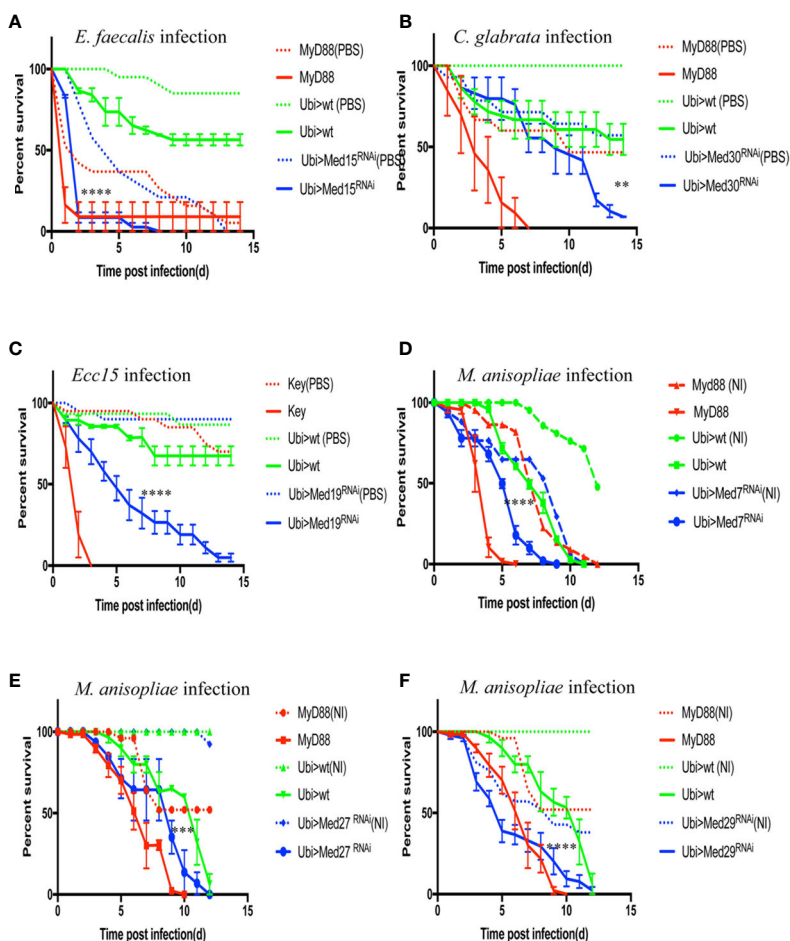 A
E. faecalis infection
Percent survival
100
50
0
0 5 10 15
Time post infection(d)
****
MyD88(PBS)
MyD88
Ubi>wt (PBS)
Ubi>wt
Ubi>Med15RNAi(PBS)
Ubi>Med15RNAi
B
C. glabrata infection
Percent survival
100
50
0
0 5 10 15
Time post infection(d)
**
MyD88(PBS)
MyD88
Ubi>wt (PBS)
Ubi>wt
Ubi>Med30RNAi(PBS)
Ubi>Med30RNAi
C
Ecc15 infection
Percent survival
100
50
0
0 5 10 15
Time post infection(d)
****
Key(PBS)
Key
Ubi>wt (PBS)
Ubi>wt
Ubi>Med19RNAi(PBS)
Ubi>Med19RNAi
D
M. anisopliae infection
Percent survival
100
50
0
0 5 10 15
Time post infection (d)
****
Myd88 (NI)
MyD88
Ubi>wt (NI)
Ubi>wt
Ubi>Med7RNAi(NI)
Ubi>Med7RNAi
E
M. anisopliae infection
Percent survival
100
50
0
0 5 10 15
Time post infection(d)
***
MyD88(NI)
MyD88
Ubi>wt(NI)
Ubi>wt
Ubi>Med27 RNAi(NI)
Ubi>Med27 RNAi
F
M. anisopliae infection
Percent survival
100
50
0
0 5 10 15
Time post infection(d)
****
MyD88(NI)
MyD88
Ubi>wt (NI)
Ubi>wt
Ubi>Med29RNAi(NI)
Ubi>Med29RNAi